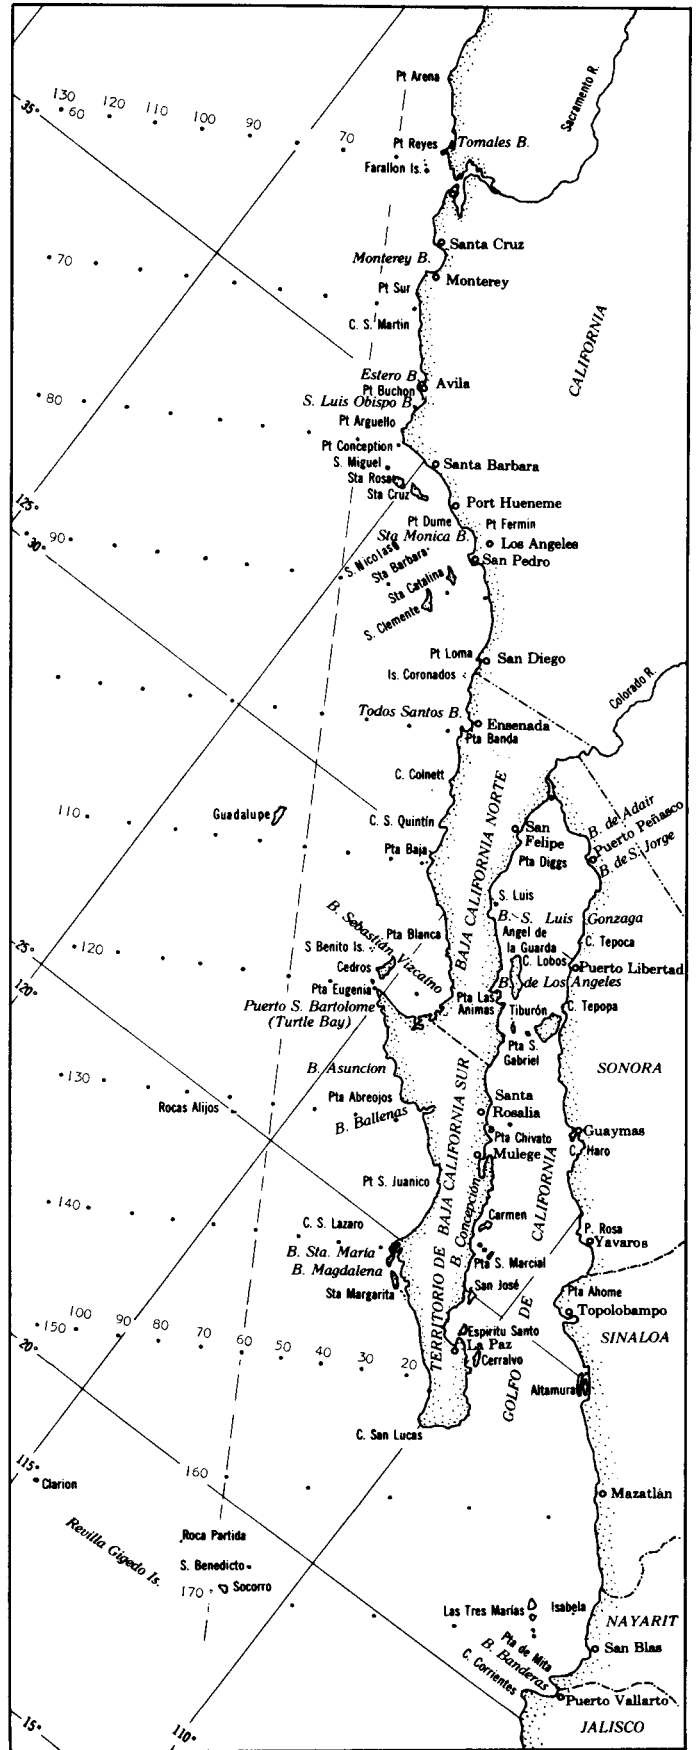 Pt Arena
Sacramento R.
130
120
110
100
90
70
60
35°
Pt Reyes
Tomales B.
Farallon Is.
Santa Cruz
Monterey B.
Monterey
70
Pt Sur
C. S. Martin
CALIFORNIA
Estero B.
Pt Buchon
Avila
80
S. Luis Obispo B.
Pt Arguello
Pt Conception
S. Miguel
Santa Barbara
Sta Rosa
Sta Cruz
125°
Port Hueneme
Pt Dume
Pt Fermin
30°
90
Sta Monica B.
Los Angeles
S. Nicolas
Sta Barbara
San Pedro
Sta Catalina
S. Clemente
Pt Loma
San Diego
Is. Coronados
Colorado R.
Todos Santos B.
Ensenada
Pta Banda
C. Colnett
110
Guadalupe
C. S. Quintín
San
Felipe
B. de Adair
Puerto Peñasco
B. de S. Jorge
Pta Baja
Pta Diggs
BAJA CALIFORNIA NORTE
S. Luis
B. S. Luis Gonzaga
B. Sebastián Vizcaino
Pta Blanca
Angel de
la Guarda
C. Tepoca
25°
120
S Benito Is.
Cedros
C. Lobos
Puerto Libertad
120°
Pta Eugenia
B. de Los Angeles
Puerto S. Bartolome
(Turtle Bay)
Pta Las
Animas
Tiburón
C. Tepopa
Pta S.
Gabriel
B. Asuncion
SONORA
130
Rocas Alijos
Pta Abreojos
B. Ballenas
Santa
Rosalia
Pta Chivato
Guaymas
Mulege
C. Haro
TERRITORIO DE BAJA CALIFORNIA SUR
Pt S. Juanico
B. Concepción
140
C. S. Lazaro
Carmen
P. Rosa
Yavaros
B. Sta. Maria
B. Magdalena
Pta S. Marcial
Sta Margarita
San José
Pta Ahome
Topolobampo
GOLFO DE CALIFORNIA
150
100
90
80
70
60
50
40
30
20
Espiritu Santo
La Paz
Cerralvo
SINALOA
20°
Altamura
C. San Lucas
115°
Clarion
160
Mazatlán
Revilla Gigedo Is.
Roca Partida
S. Benedicto
170
Socorro
Las Tres Marías
Isabela
NAYARIT
Pta de Mita
San Blas
B. Banderas
C. Corrientes
Puerto Vallarto
15°
110°
JALISCO